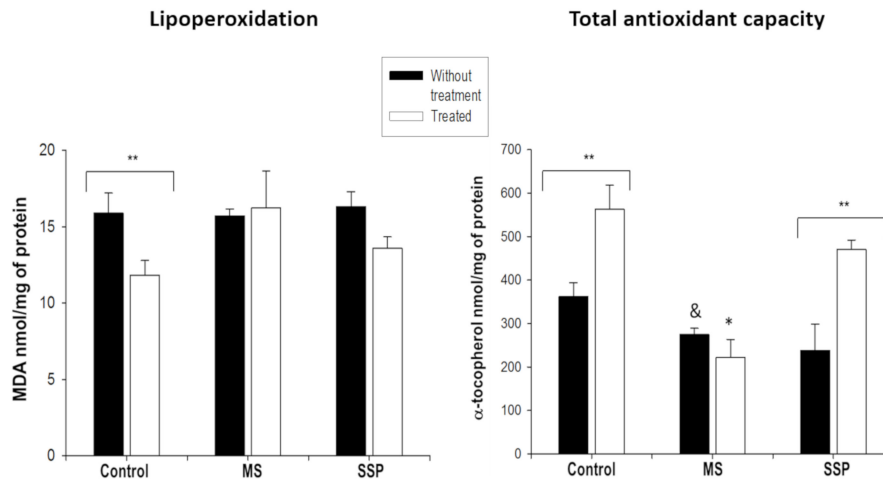 Lipoperoxidation
Total antioxidant capacity
Without
treatment
Treated
MDA nmol/mg of protein
20
15
10
5
0
**
Control
MS
SSP
α-tocopherol nmol/mg of protein
700
600
500
400
300
200
100
0
**
&
*
**
Control
MS
SSP